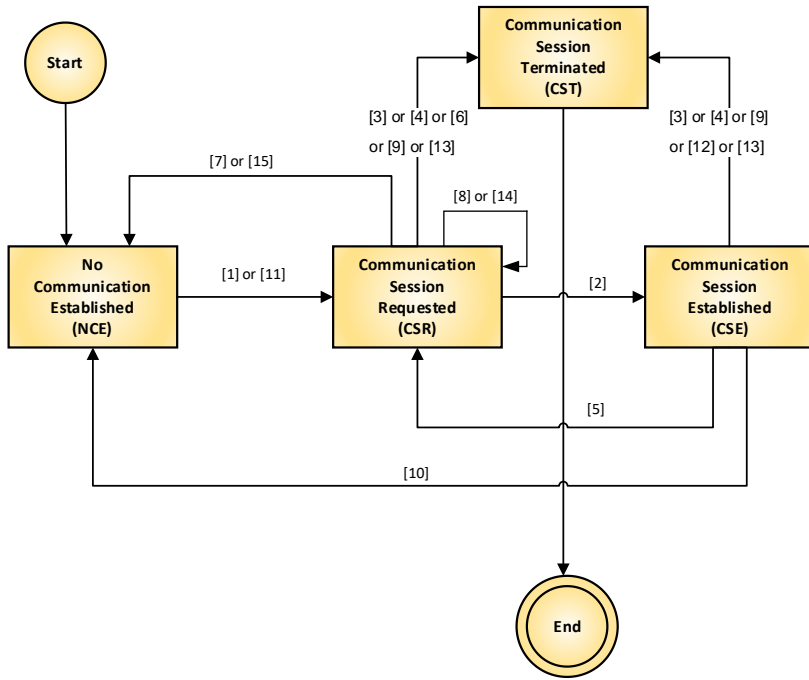 Start
Communication
Session
Terminated
(CST)
[3] or [4] or [6]
or [9] or [13]
[3] or [4] or [9]
or [12] or [13]
[7] or [15]
[8] or [14]
No
Communication
Established
(NCE)
[1] or [11]
Communication
Session
Requested
(CSR)
[2]
Communication
Session
Established
(CSE)
[5]
[10]
End